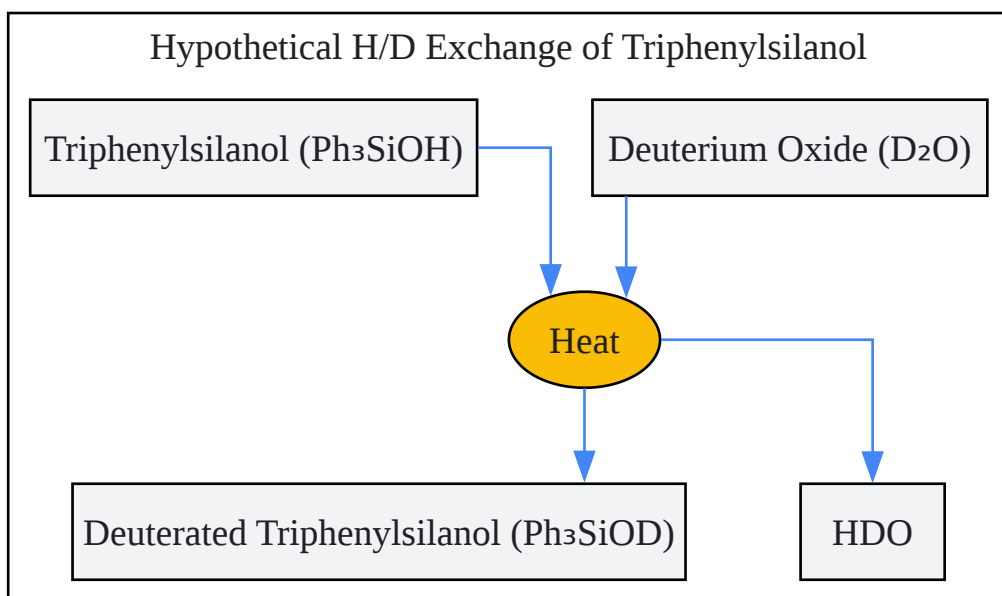 Hypothetical H/D Exchange of Triphenylsilanol
Triphenylsilanol (Ph₃SiOH)
Deuterium Oxide (D₂O)
Heat
Deuterated Triphenylsilanol (Ph₃SiOD)
HDO